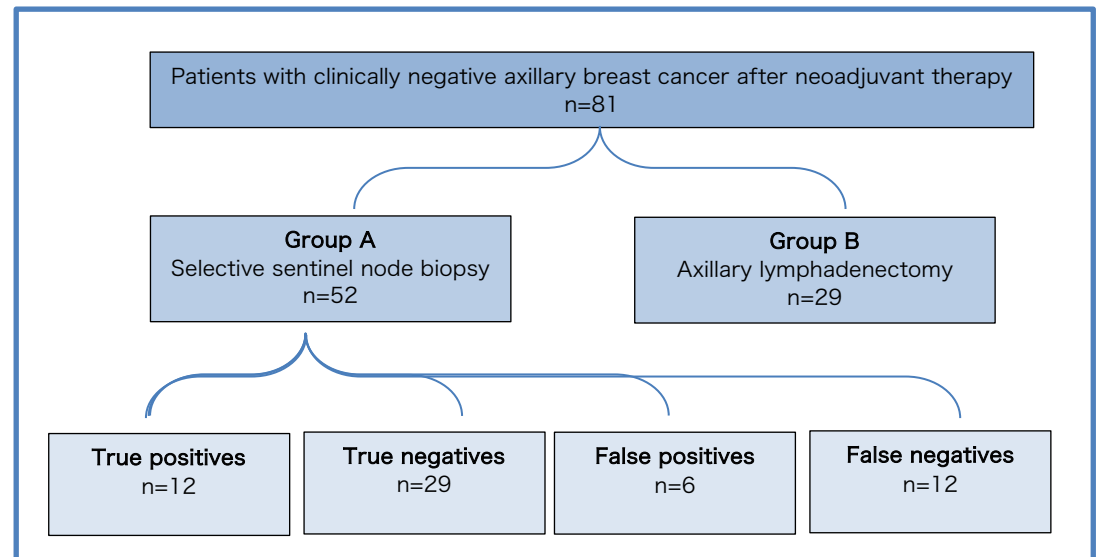 Patients with clinically negative axillary breast cancer after neoadjuvant therapy
n=81
Group A
Selective sentinel node biopsy
n=52
Group B
Axillary lymphadenectomy
n=29
True positives
n=12
True negatives
n=29
False positives
n=6
False negatives
n=12